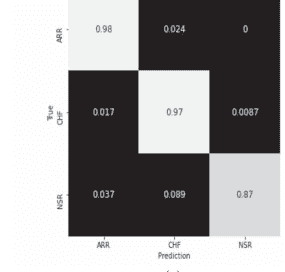 ARR
0.98 0.024 0
True
CHF
0.017 0.97 0.0087
NSR
0.037 0.089 0.87
ARR CHF NSR
Prediction